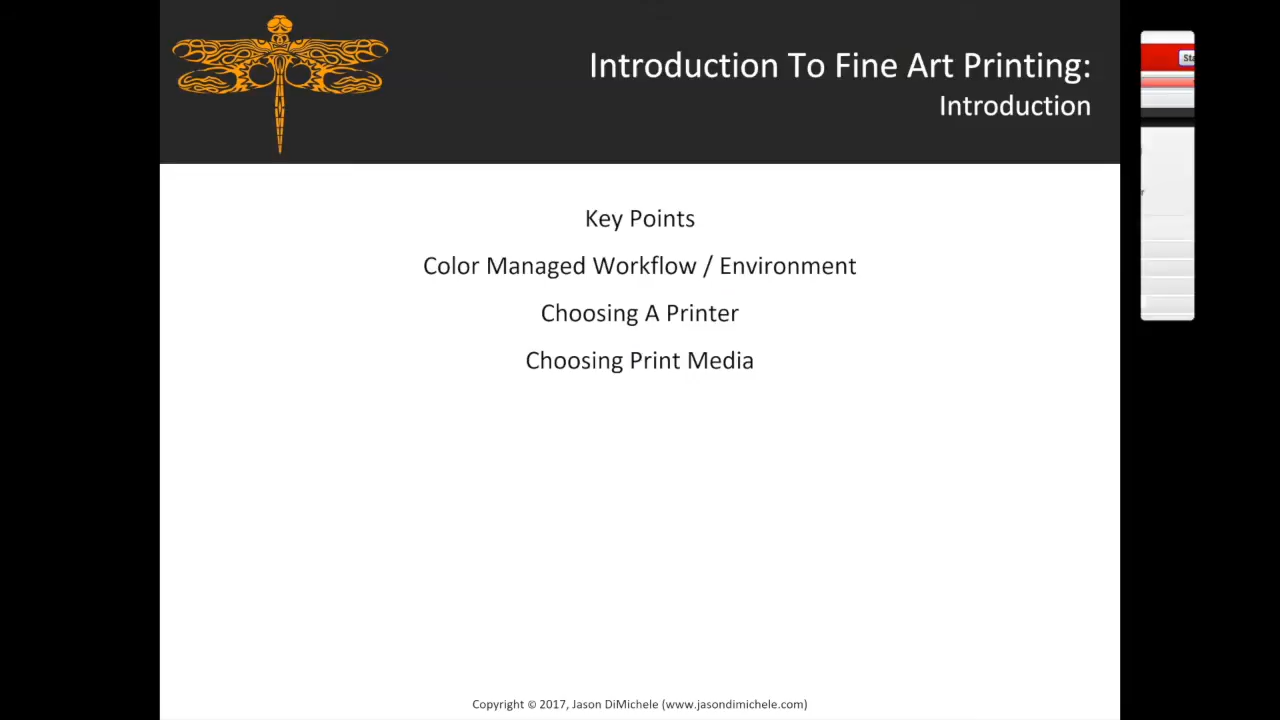 Introduction To Fine Art Printing:
Introduction
Key Points
Color Managed Workflow / Environment
Choosing A Printer
Choosing Print Media
Copyright © 2017, Jason DiMichele (www.jasondimichele.com)